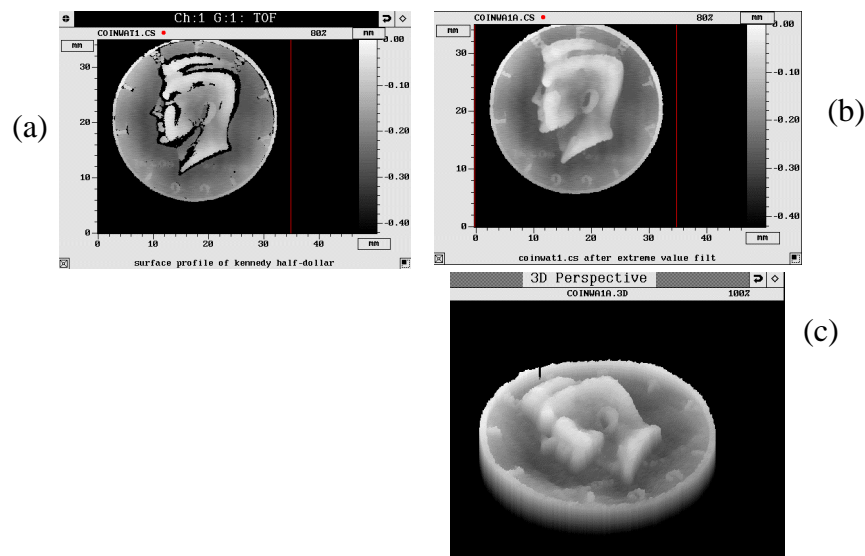 (a)
Ch:1 G:1: TOF
COINWAT1.CS 80%
mm mm
30
20
10
0
0 10 20 30 40
0.00
-0.10
-0.20
-0.30
-0.40
mm
surface profile of kennedy half-dollar
(b)
COINWA1A.CS 80%
mm mm
30
20
10
0
0 10 20 30 40
0.00
-0.10
-0.20
-0.30
-0.40
mm
coinwat1.cs after extreme value filt
(c)
3D Perspective
COINWA1A.3D 100%